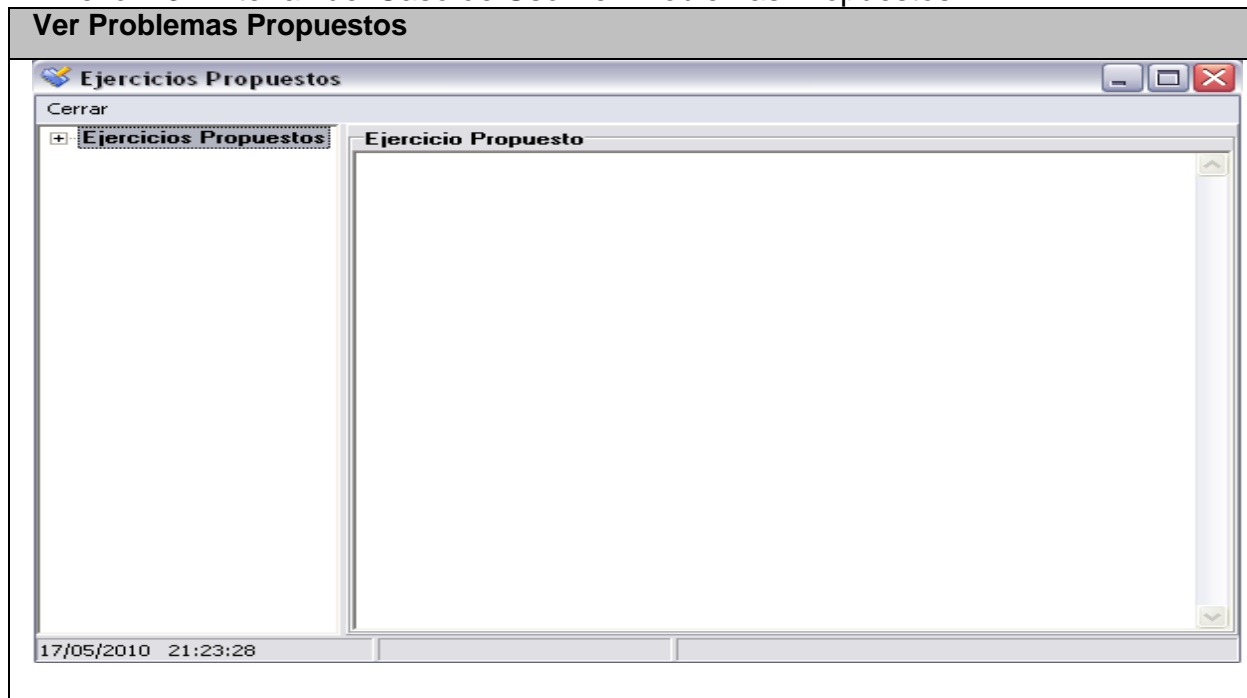 Ver Problemas Propuestos
Ejercicios Propuestos
Cerrar
Ejercicios Propuestos
Ejercicio Propuesto
17/05/2010 21:23:28